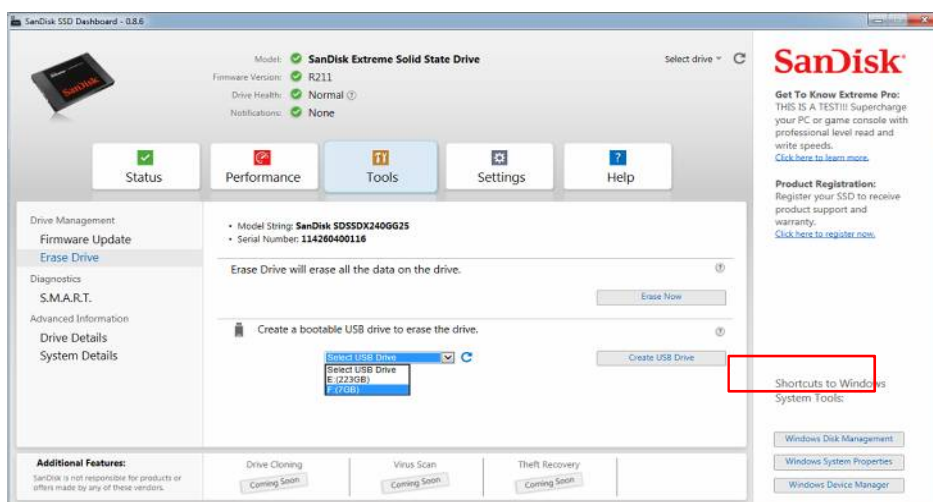 SanDisk SSD Dashboard - 0.8.6
SanDisk
Model: SanDisk Extreme Solid State Drive
Firmware Version: R211
Drive Health: Normal
Notifications: None
Select drive
Status
Performance
Tools
Settings
Help
Drive Management
Firmware Update
Erase Drive
Diagnostics
S.M.A.R.T.
Advanced Information
Drive Details
System Details
• Model String: SanDisk SDSSDX240GG25
• Serial Number: 114260400116
Erase Drive will erase all the data on the drive.
Erase Now
Create a bootable USB drive to erase the drive.
Select USB Drive
Select USB Drive
E:(223GB)
F:(7GB)
Create USB Drive
Additional Features:
SanDisk is not responsible for products or
offers made by any of these vendors.
Drive Cloning
Coming Soon
Virus Scan
Coming Soon
Theft Recovery
Coming Soon
SanDisk
Get To Know Extreme Pro:
THIS IS A TEST!!! Supercharge
your PC or game console with
professional level read and
write speeds.
Click here to learn more.
Product Registration:
Register your SSD to receive
product support and
warranty.
Click here to register now.
Shortcuts to Windows
System Tools:
Windows Disk Management
Windows System Properties
Windows Device Manager